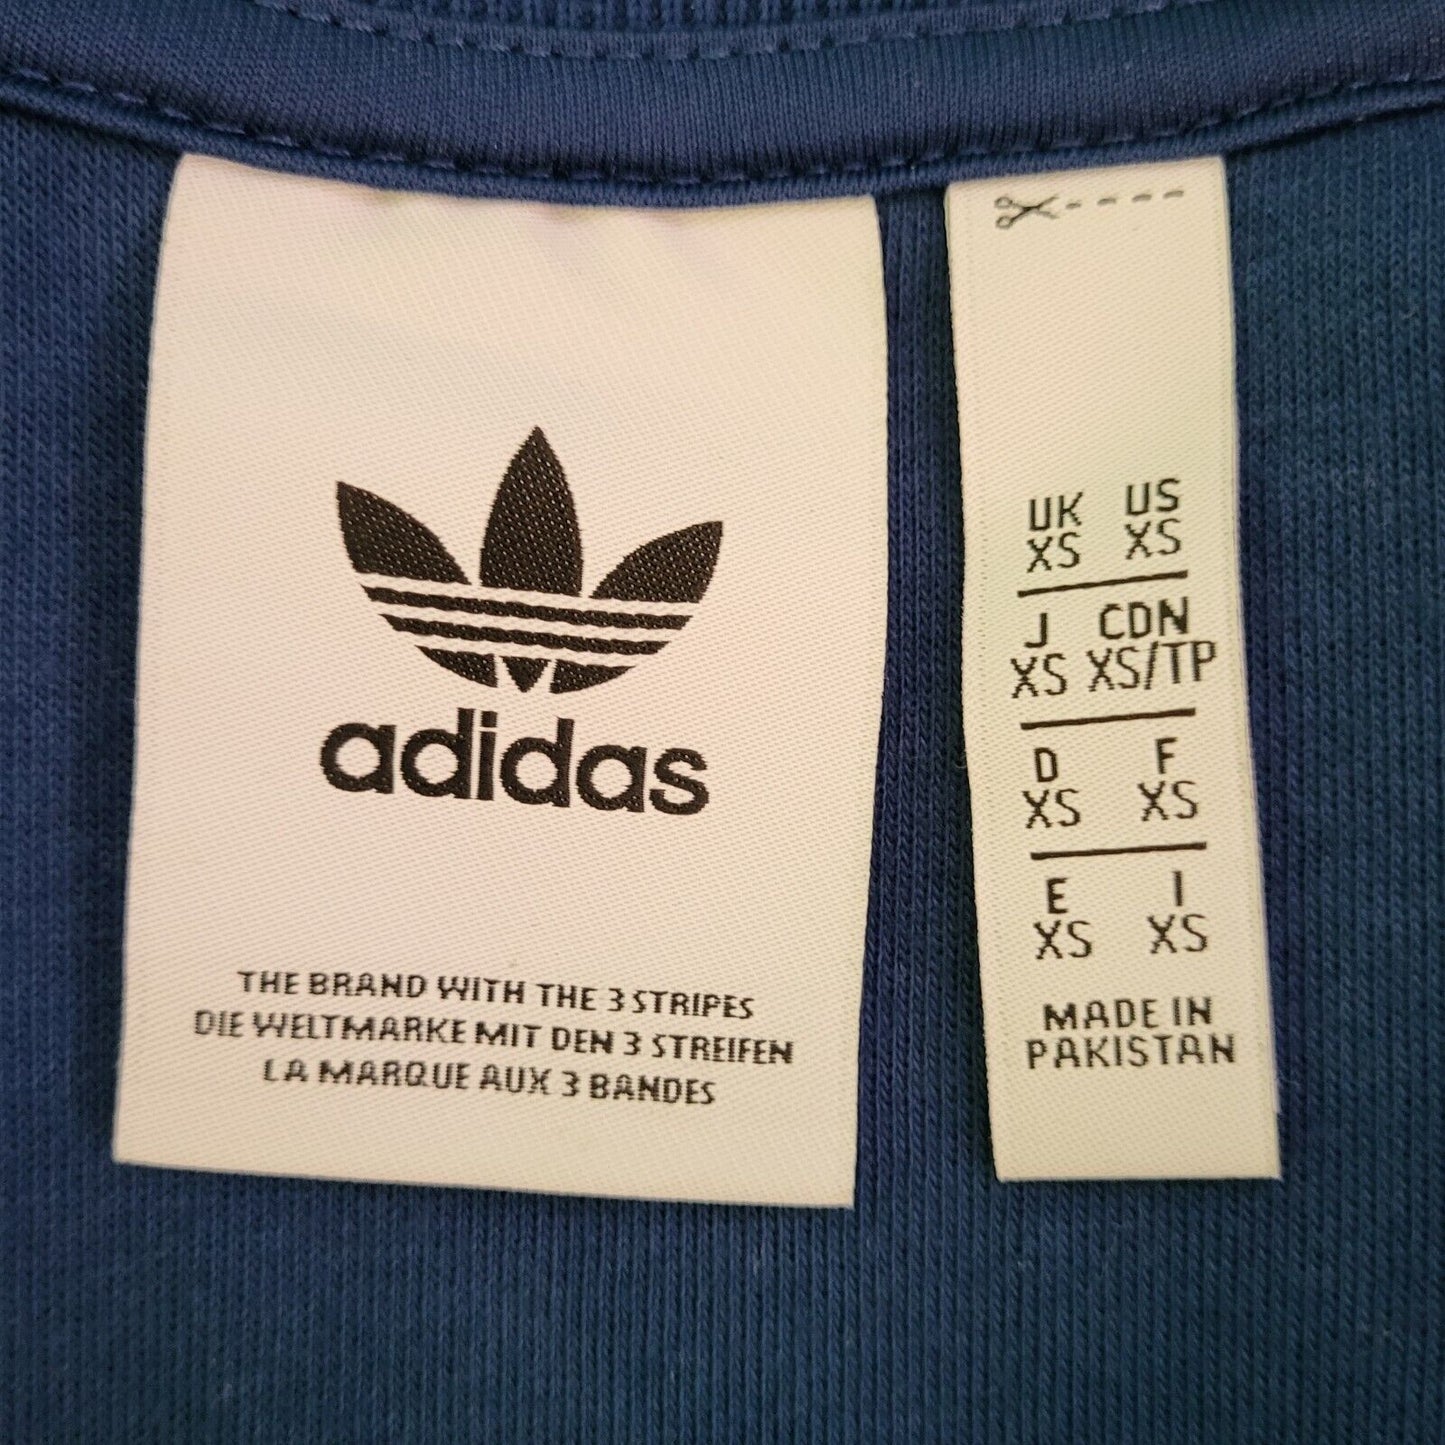 adidas
THE BRAND WITH THE 3 STRIPES
DIE WELTMARKE MIT DEN 3 STREIFEN
LA MARQUE AUX 3 BANDES
UK US
XS XS
J CDN
XS XS/TP
D F
XS XS
E I
XS XS
MADE IN
PAKISTAN